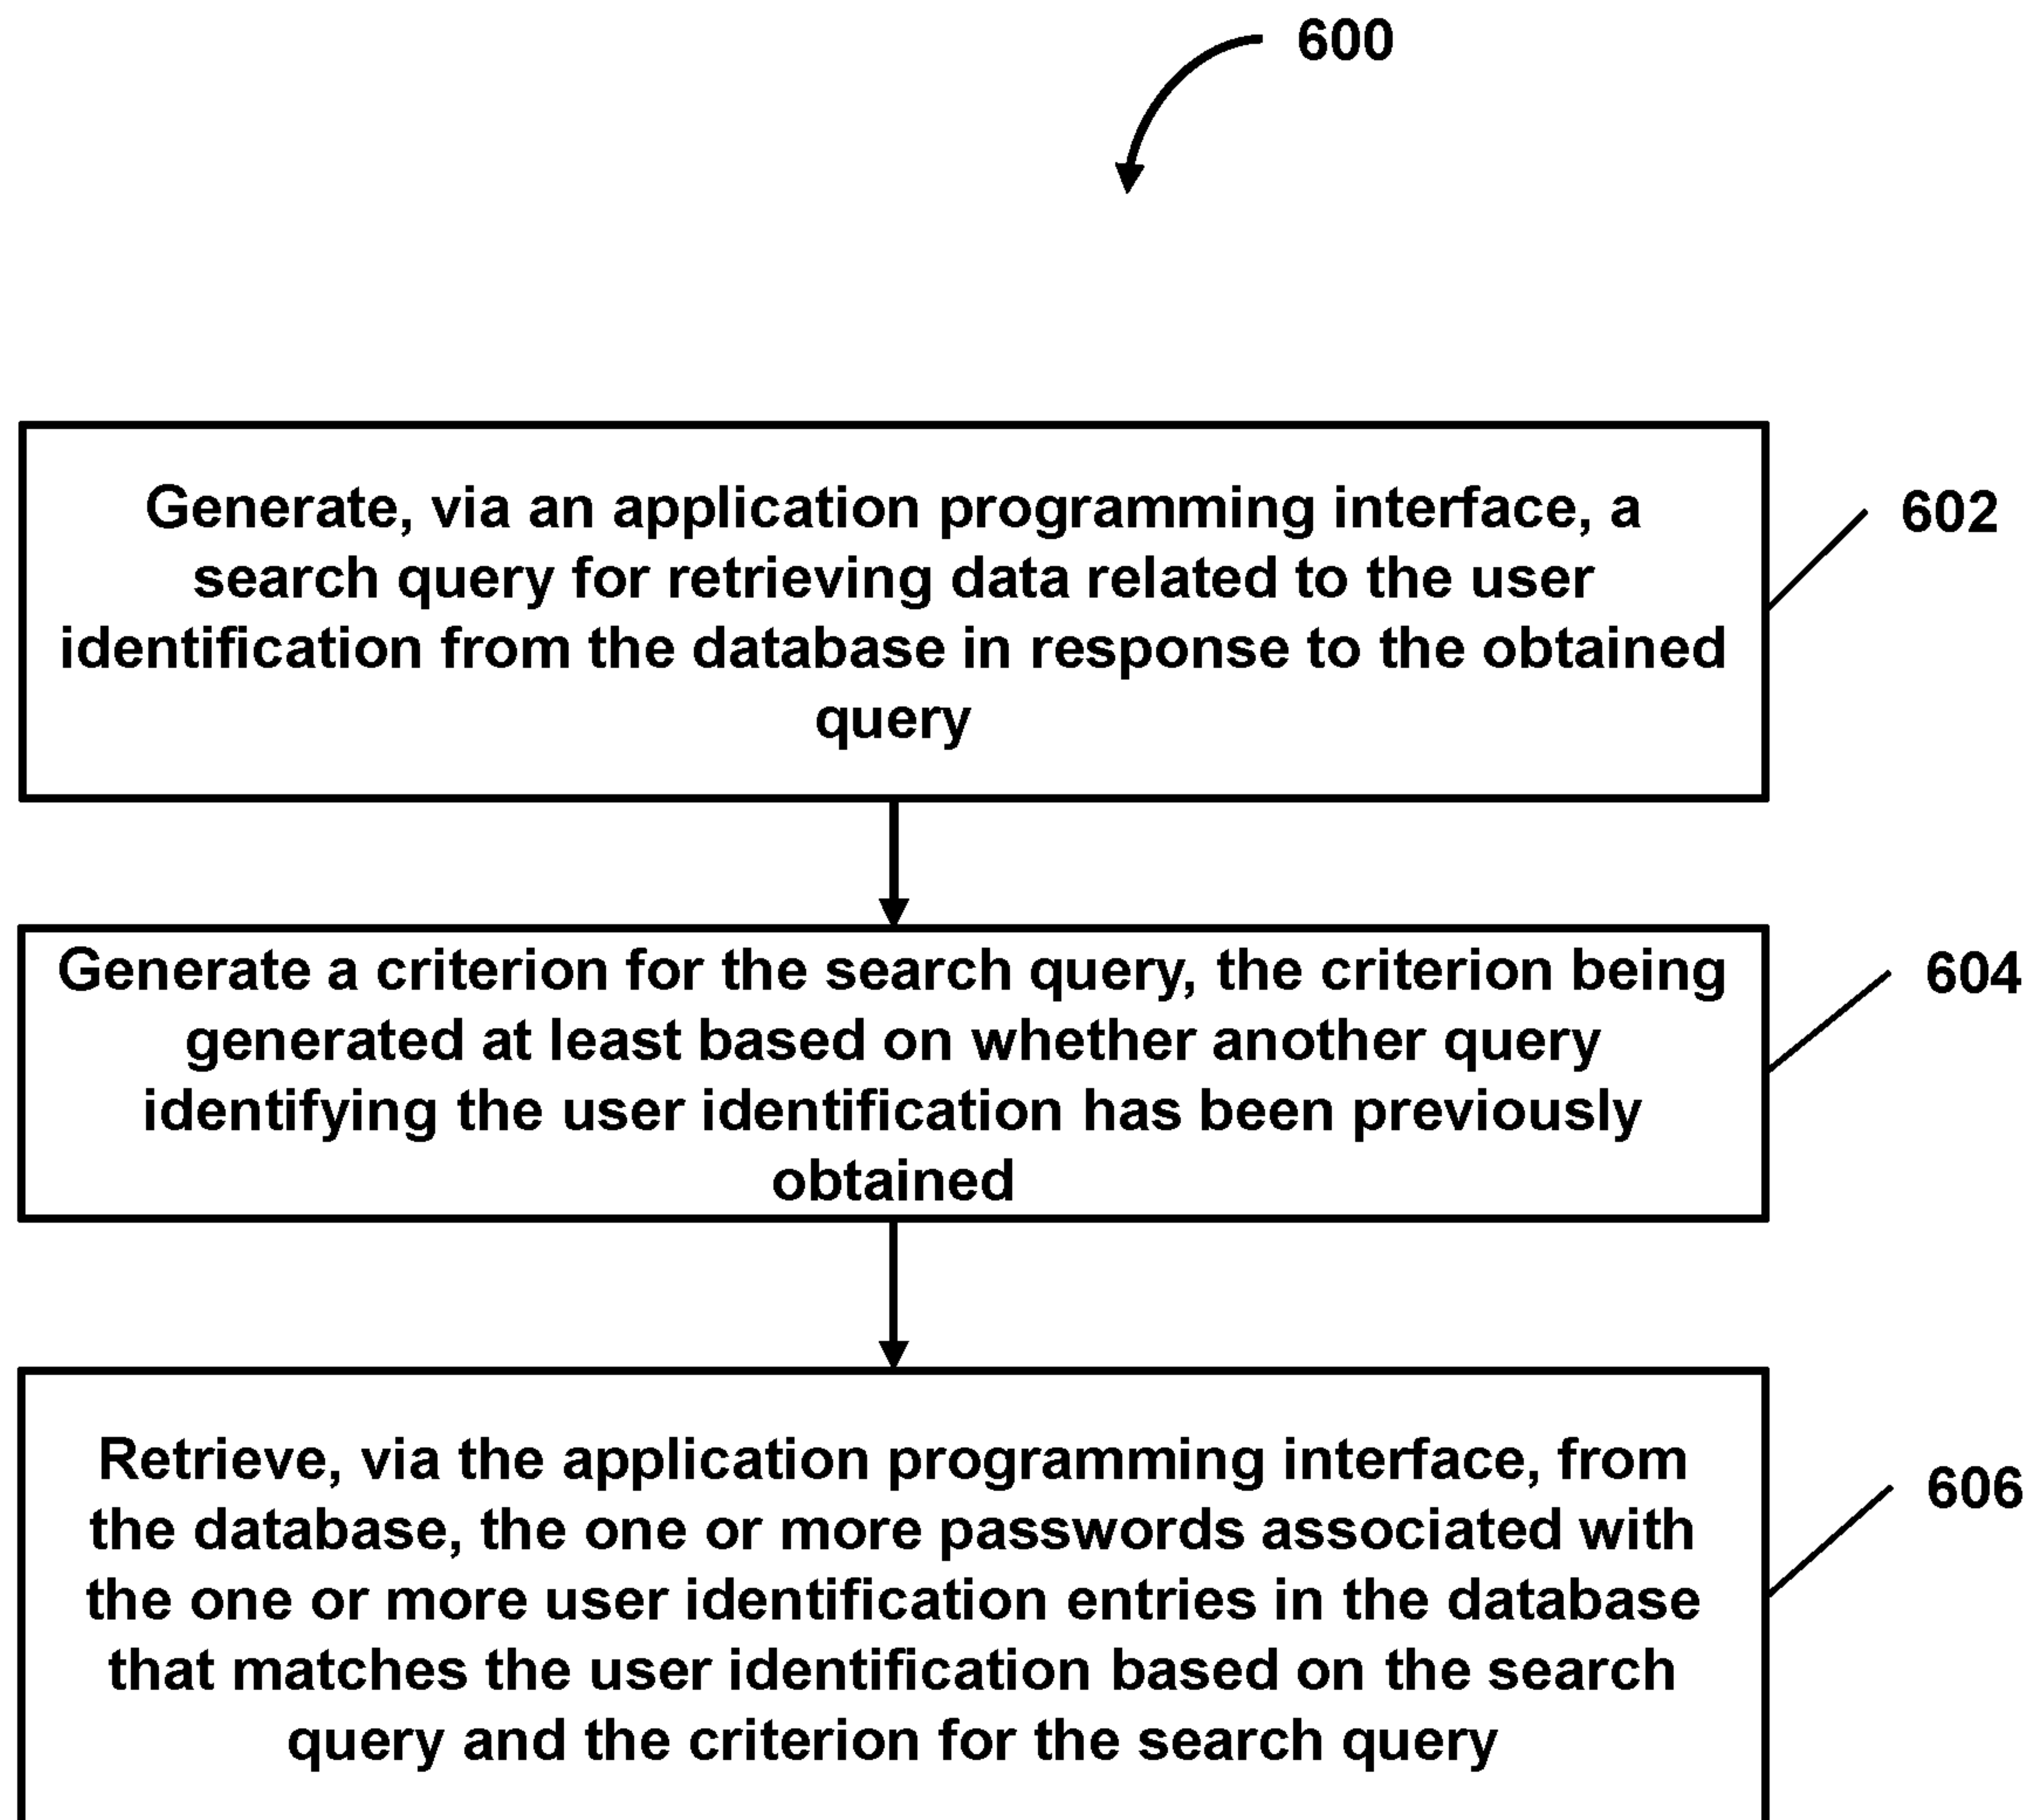 600
Generate, via an application programming interface, a
search query for retrieving data related to the user
identification from the database in response to the obtained
query
602
Generate a criterion for the search query, the criterion being
generated at least based on whether another query
identifying the user identification has been previously
obtained
604
Retrieve, via the application programming interface, from
the database, the one or more passwords associated with
the one or more user identification entries in the database
that matches the user identification based on the search
query and the criterion for the search query
606